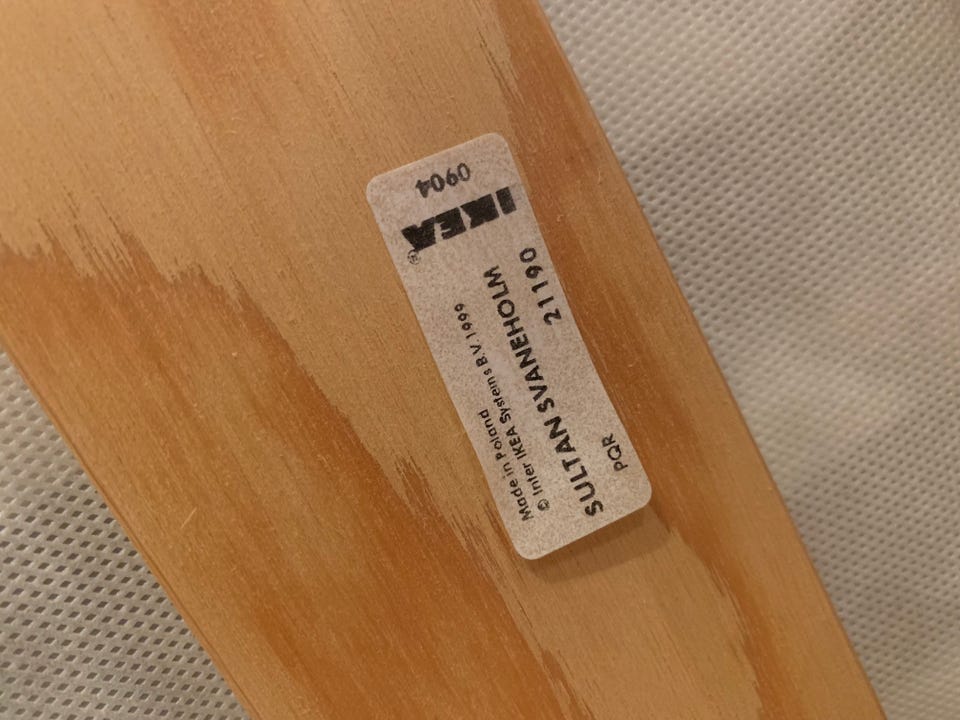 SULTAN SVANEHOLM
PQR 21190
© Inter IKEA Systems B.V. 1999
Made in Poland
IKEA®
0904